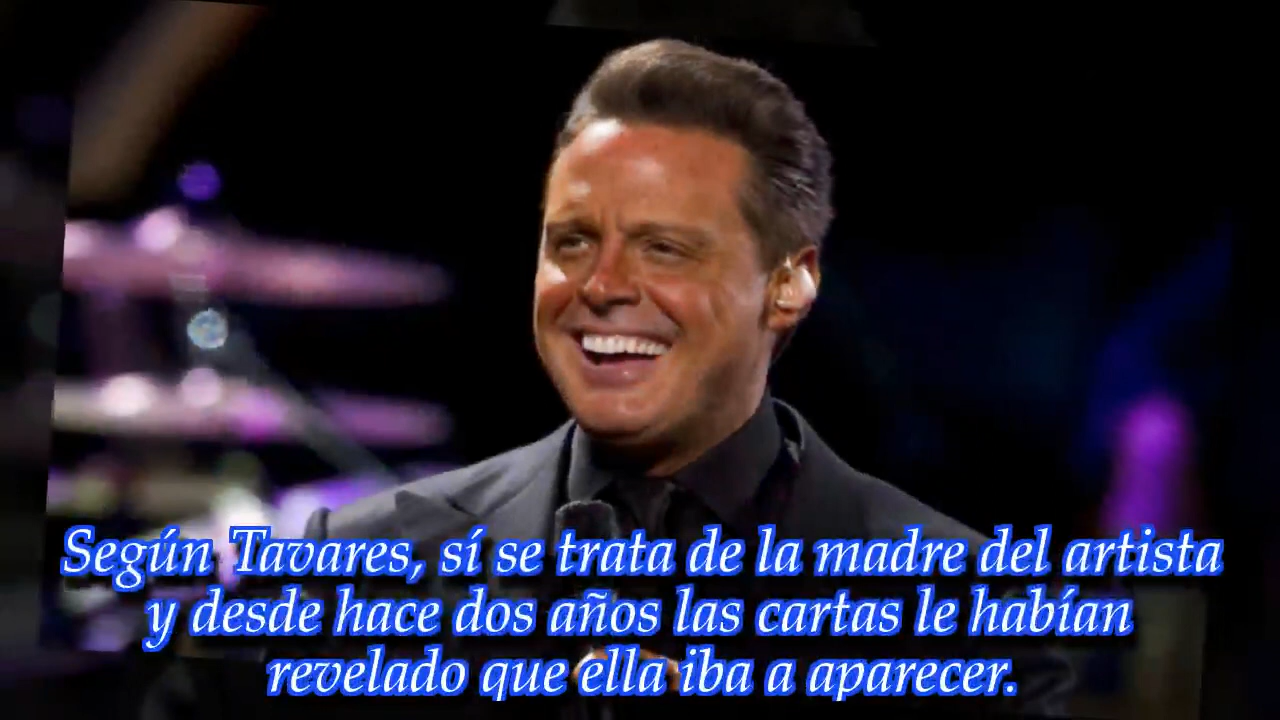 Según Tavares, sí se trata de la madre del artista
y desde hace dos años las cartas le habían
revelado que ella iba a aparecer.